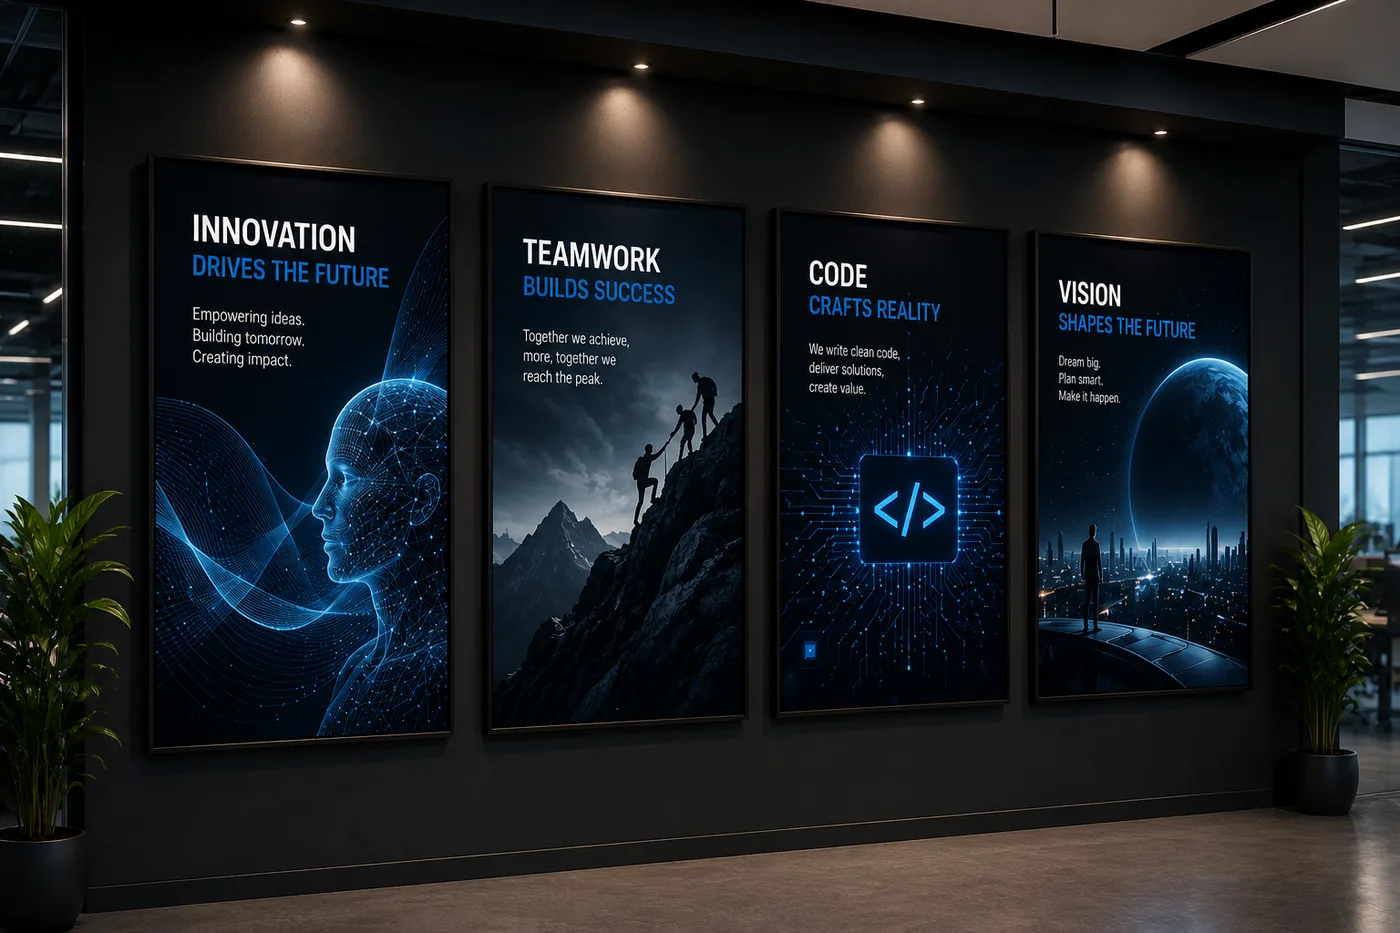 INNOVATION
DRIVES THE FUTURE
Empowering ideas.
Building tomorrow.
Creating impact.
TEAMWORK
BUILDS SUCCESS
Together we achieve,
more, together we
reach the peak.
CODE
CRAFTS REALITY
We write clean code,
deliver solutions,
create value.
</>
VISION
SHAPES THE FUTURE
Dream big.
Plan smart.
Make it happen.